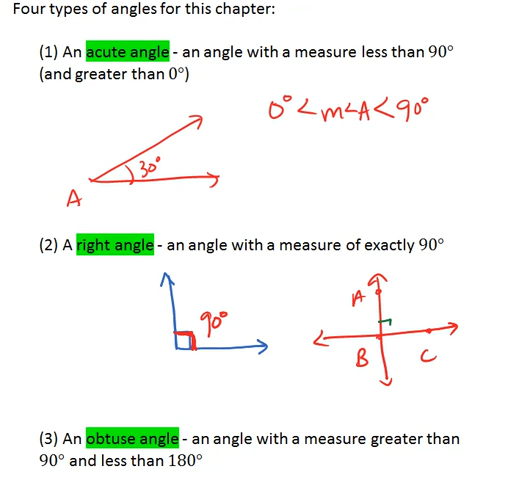 Four types of angles for this chapter:
(1) An acute angle - an angle with a measure less than 90°
(and greater than 0°)
0° < m∠A < 90°
30°
A
(2) A right angle - an angle with a measure of exactly 90°
A
90°
B C
(3) An obtuse angle - an angle with a measure greater than
90° and less than 180°